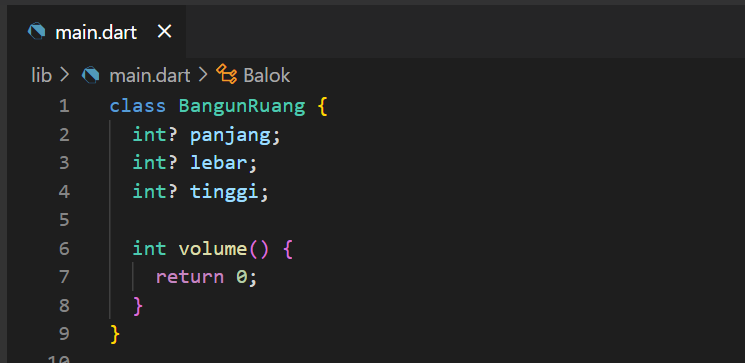 main.dart ×
lib > main.dart > Balok
1 class BangunRuang {
2   int? panjang;
3   int? lebar;
4   int? tinggi;
5
6   int volume() {
7     return 0;
8   }
9 }
10